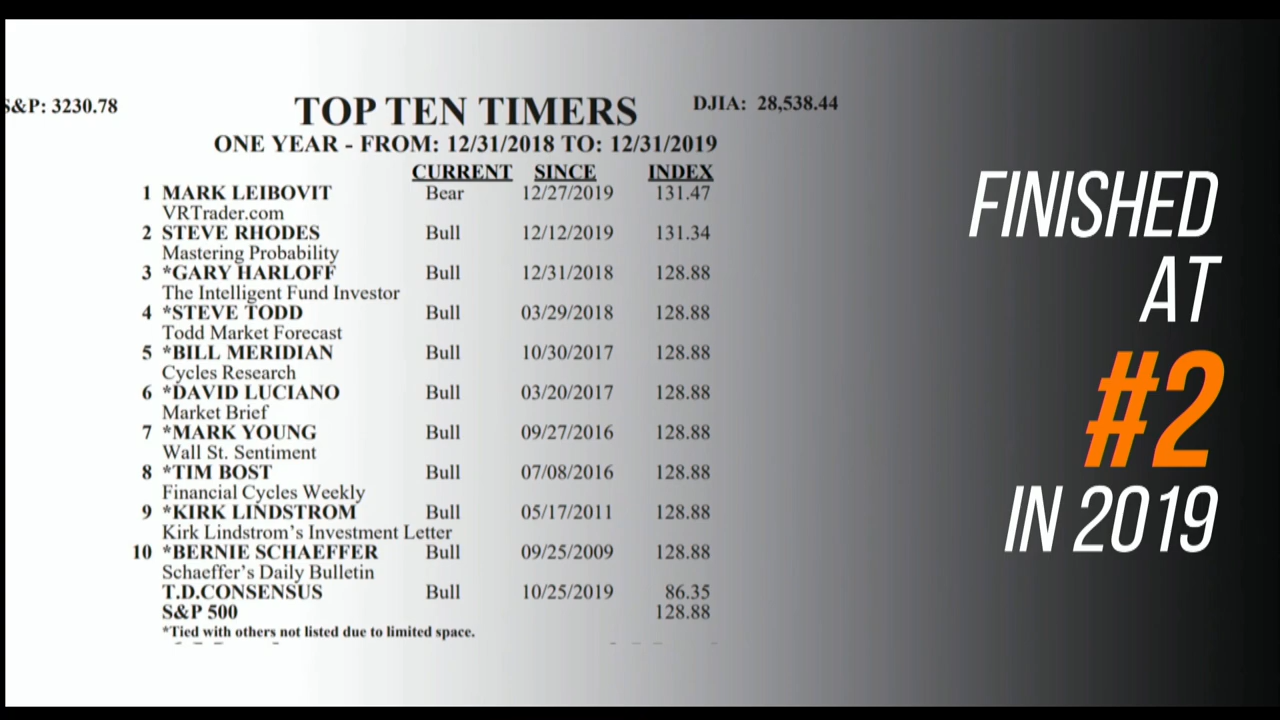 S&P: 3230.78
TOP TEN TIMERS
DJIA: 28,538.44
ONE YEAR - FROM: 12/31/2018 TO: 12/31/2019
CURRENT SINCE INDEX
1 MARK LEIBOVIT Bear 12/27/2019 131.47
VRTrader.com
2 STEVE RHODES Bull 12/12/2019 131.34
Mastering Probability
3 *GARY HARLOFF Bull 12/31/2018 128.88
The Intelligent Fund Investor
4 *STEVE TODD Bull 03/29/2018 128.88
Todd Market Forecast
5 *BILL MERIDIAN Bull 10/30/2017 128.88
Cycles Research
6 *DAVID LUCIANO Bull 03/20/2017 128.88
Market Brief
7 *MARK YOUNG Bull 09/27/2016 128.88
Wall St. Sentiment
8 *TIM BOST Bull 07/08/2016 128.88
Financial Cycles Weekly
9 *KIRK LINDSTROM Bull 05/17/2011 128.88
Kirk Lindstrom's Investment Letter
10 *BERNIE SCHAEFFER Bull 09/25/2009 128.88
Schaeffer's Daily Bulletin
T.D.CONSENSUS Bull 10/25/2019 86.35
S&P 500 128.88
*Tied with others not listed due to limited space.
FINISHED
AT
#2
IN 2019